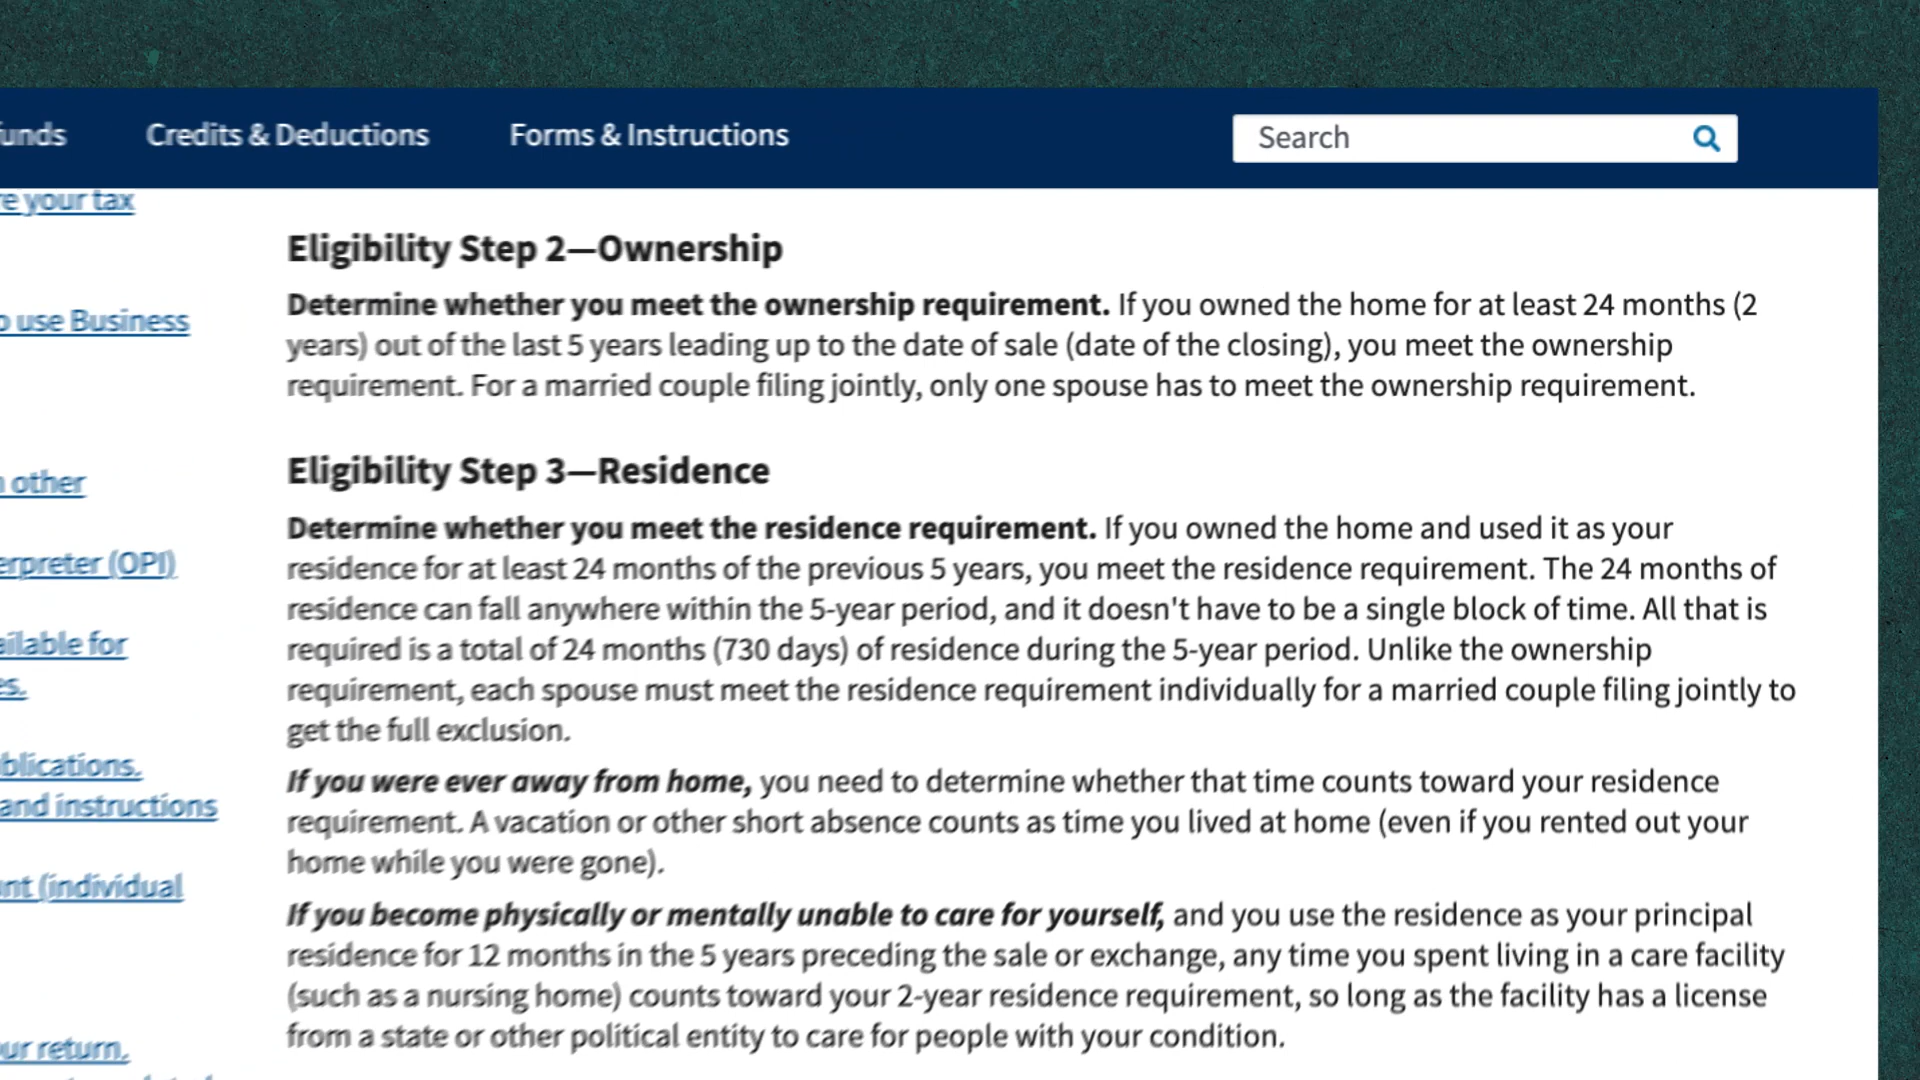 Credits & Deductions
Forms & Instructions
Search
your tax
Eligibility Step 2—Ownership
Determine whether you meet the ownership requirement. If you owned the home for at least 24 months (2
use Business
years) out of the last 5 years leading up to the date of sale (date of the closing), you meet the ownership
requirement. For a married couple filing jointly, only one spouse has to meet the ownership requirement.
Eligibility Step 3—Residence
other
Determine whether you meet the residence requirement. If you owned the home and used it as your
(OPI)
residence for at least 24 months of the previous 5 years, you meet the residence requirement. The 24 months of
residence can fall anywhere within the 5-year period, and it doesn't have to be a single block of time. All that is
for
required is a total of 24 months (730 days) of residence during the 5-year period. Unlike the ownership
requirement, each spouse must meet the residence requirement individually for a married couple filing jointly to
get the full exclusion.
and instructions
If you were ever away from home, you need to determine whether that time counts toward your residence
requirement. A vacation or other short absence counts as time you lived at home (even if you rented out your
home while you were gone).
(individual
If you become physically or mentally unable to care for yourself, and you use the residence as your principal
residence for 12 months in the 5 years preceding the sale or exchange, any time you spent living in a care facility
(such as a nursing home) counts toward your 2-year residence requirement, so long as the facility has a license
from a state or other political entity to care for people with your condition.
return.